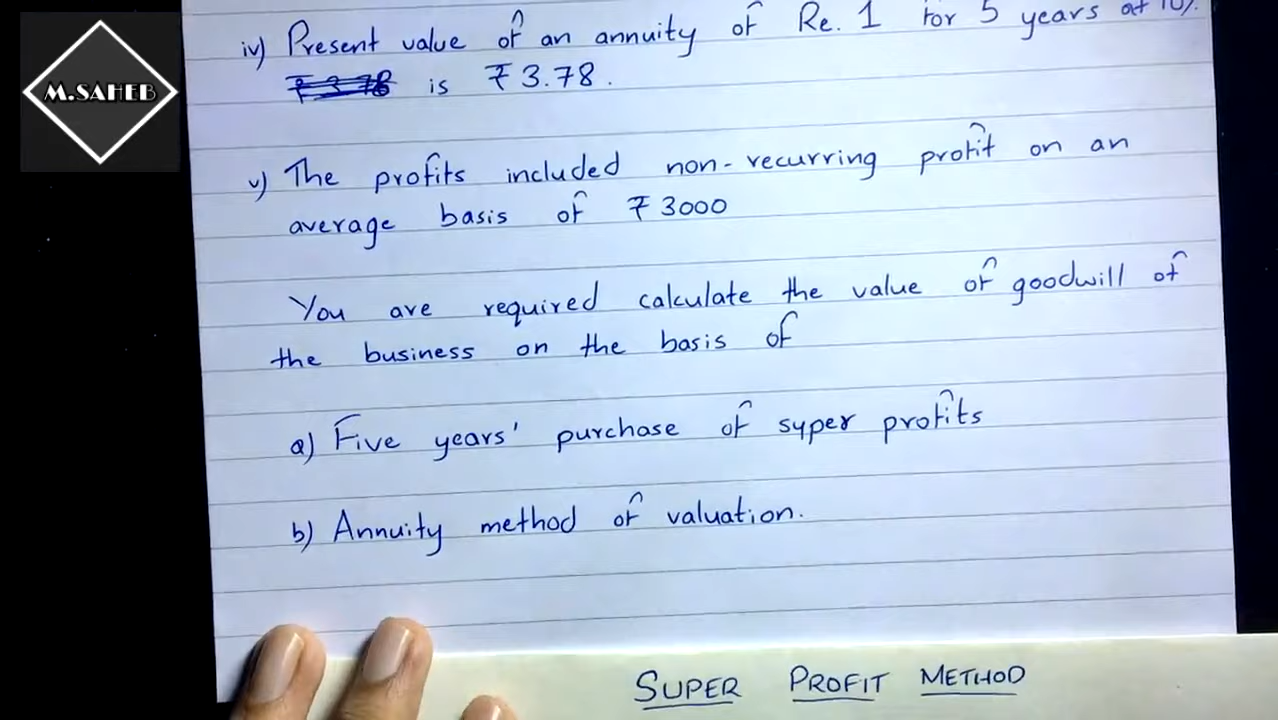 M.SAHEB
iv) Present value of an annuity of Re. 1 for 5 years at 10%.
is ₹ 3.78.
v) The profits included non-recurring profit on an
average basis of ₹ 3000
You are required calculate the value of goodwill of
the business on the basis of
a) Five years' purchase of super profits
b) Annuity method of valuation.
SUPER PROFIT METHOD